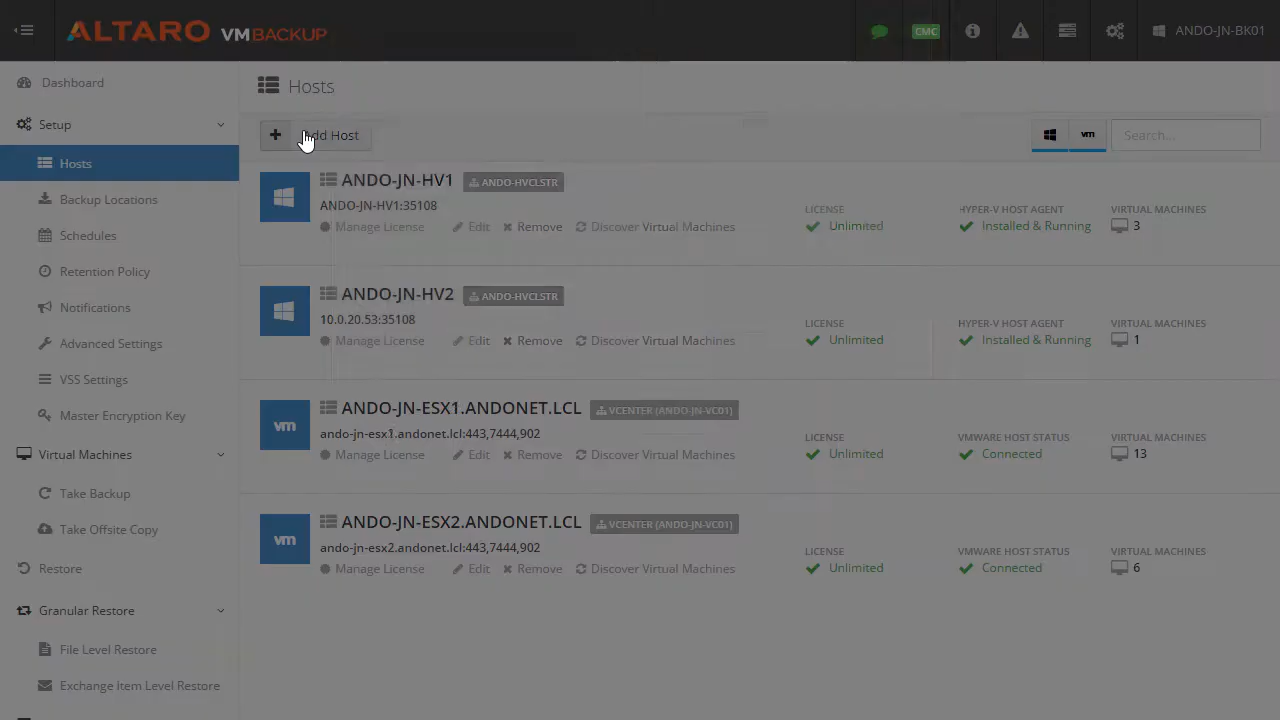 ALTARO VMBACKUP
CMC
ANDO-JN-BK01
Dashboard
Setup
Hosts
Backup Locations
Schedules
Retention Policy
Notifications
Advanced Settings
VSS Settings
Master Encryption Key
Virtual Machines
Take Backup
Take Offsite Copy
Restore
Granular Restore
File Level Restore
Exchange Item Level Restore
Hosts
Add Host
vm
Search...
ANDO-JN-HV1 ANDO-HVCLSTR
ANDO-JN-HV1:35108
Manage License Edit Remove Discover Virtual Machines
LICENSE
Unlimited
HYPER-V HOST AGENT
Installed & Running
VIRTUAL MACHINES
3
ANDO-JN-HV2 ANDO-HVCLSTR
10.0.20.53:35108
Manage License Edit Remove Discover Virtual Machines
LICENSE
Unlimited
HYPER-V HOST AGENT
Installed & Running
VIRTUAL MACHINES
1
vm
ANDO-JN-ESX1.ANDONET.LCL VCENTER (ANDO-JN-VC01)
ando-jn-esx1.andonet.lcl:443,7444,902
Manage License Edit Remove Discover Virtual Machines
LICENSE
Unlimited
VMWARE HOST STATUS
Connected
VIRTUAL MACHINES
13
vm
ANDO-JN-ESX2.ANDONET.LCL VCENTER (ANDO-JN-VC01)
ando-jn-esx2.andonet.lcl:443,7444,902
Manage License Edit Remove Discover Virtual Machines
LICENSE
Unlimited
VMWARE HOST STATUS
Connected
VIRTUAL MACHINES
6